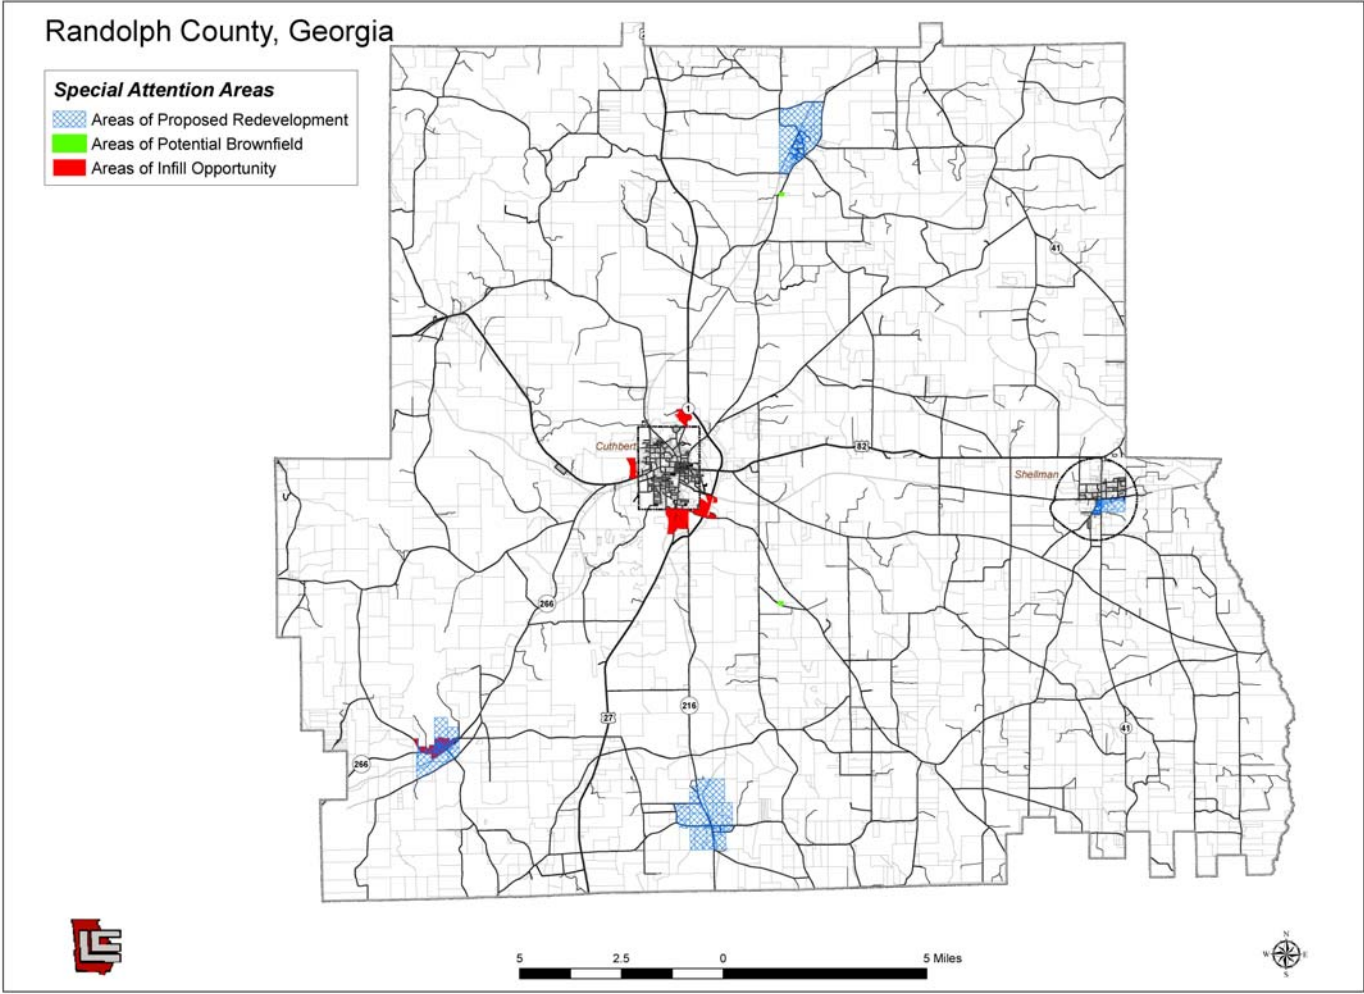 Randolph County, Georgia
Special Attention Areas
Areas of Proposed Redevelopment
Areas of Potential Brownfield
Areas of Infill Opportunity
41
1
Cuthbert
82
Shellman
266
216
27
41
266
5 2.5 0 5 Miles
N
W E
S